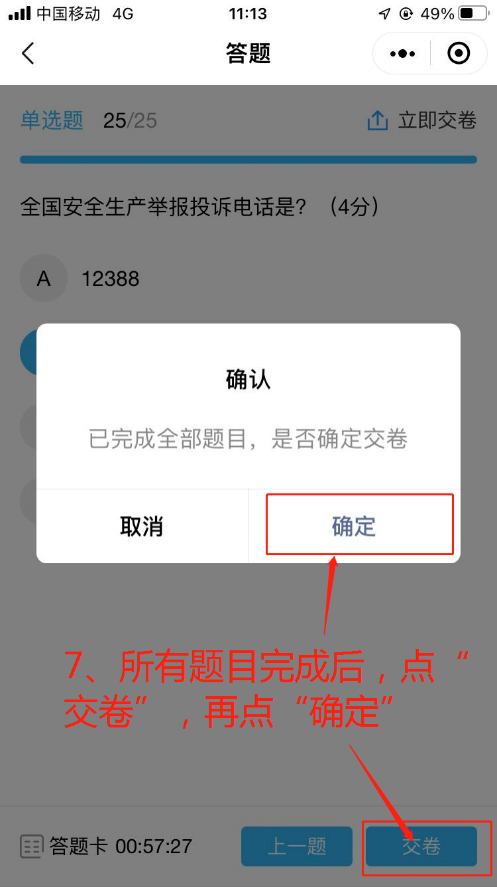 中国移动 4G 11:13 49%
答题
单选题 25/25 立即交卷
全国安全生产举报投诉电话是？（4分）
A 12388
确认
已完成全部题目，是否确定交卷
取消 确定
7、所有题目完成后，点“
交卷”，再点“确定”
答题卡 00:57:27 上一题 交卷